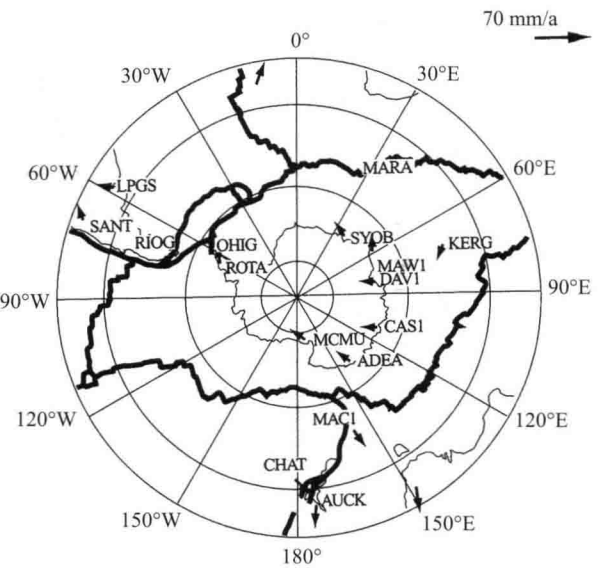 70 mm/a
0°
30°W
30°E
60°W
MARA
60°E
LPGS
SANT
RÍOG
OHIG
SYOB
KERG
ROTA
MAW1
DAV1
90°W
90°E
CAS1
MCMU
ADEA
120°W
MAC1
120°E
CHAT
AUCK
150°W
150°E
180°